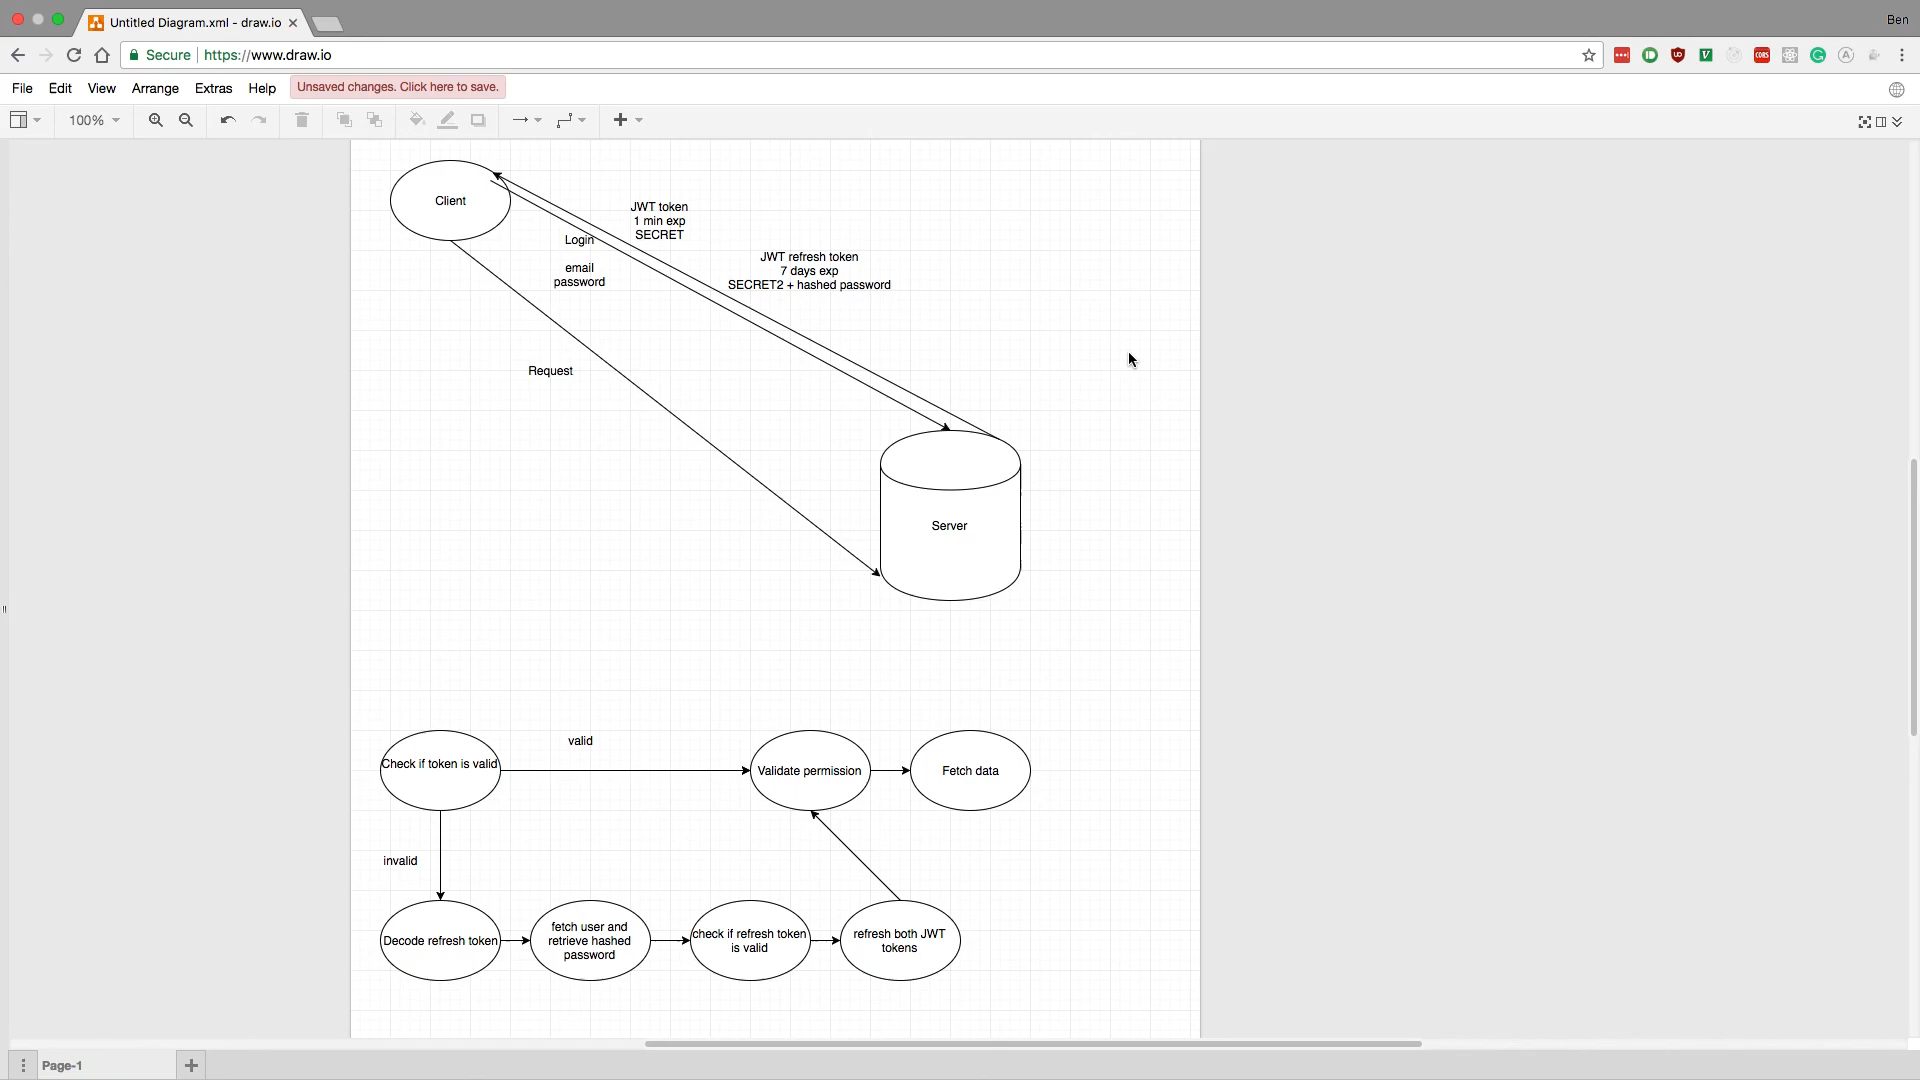 Untitled Diagram.xml - draw.io
Ben
Secure
https://www.draw.io
File Edit View Arrange Extras Help
Unsaved changes. Click here to save.
100%
Client
JWT token
1 min exp
SECRET
Login
email
password
JWT refresh token
7 days exp
SECRET2 + hashed password
Request
Server
valid
Check if token is valid
Validate permission
Fetch data
invalid
Decode refresh token
fetch user and
retrieve hashed
password
check if refresh token
is valid
refresh both JWT
tokens
Page-1